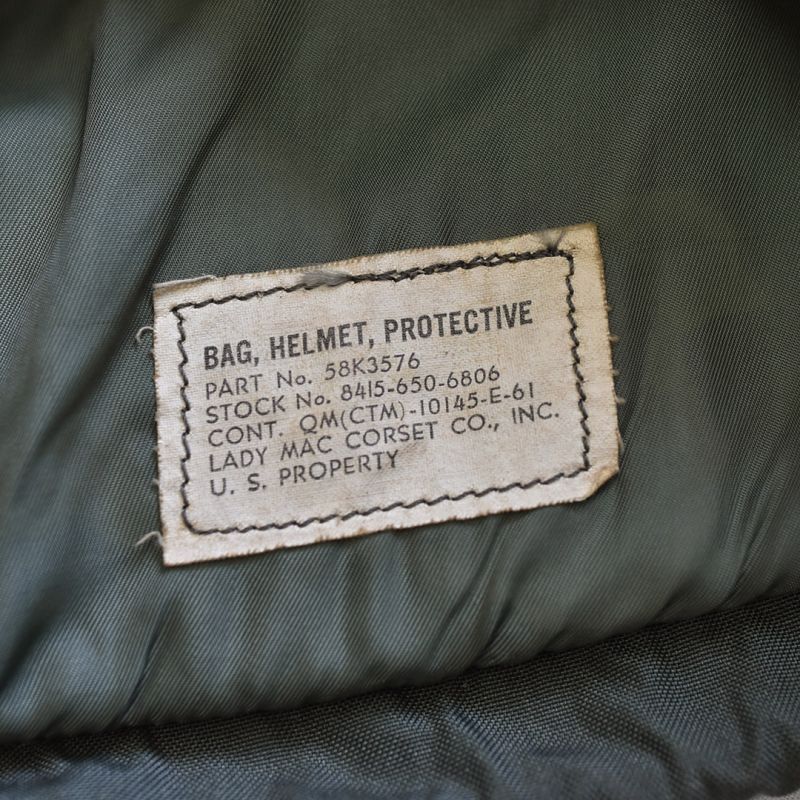 BAG, HELMET, PROTECTIVE
PART No. 58K3576
STOCK No. 8415-650-6806
CONT. QM(CTM)-10145-E-61
LADY MAC CORSET CO., INC.
U. S. PROPERTY